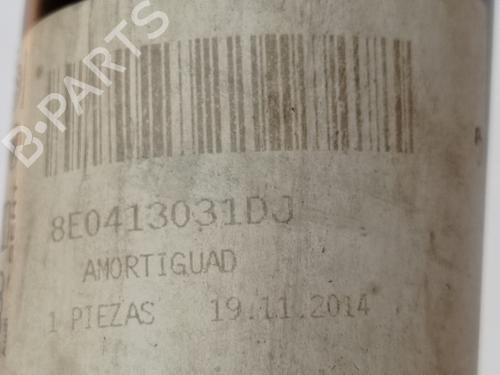 B-PARTS
8E0413031DJ
AMORTIGUAD
1 PIEZAS 19.11.2014